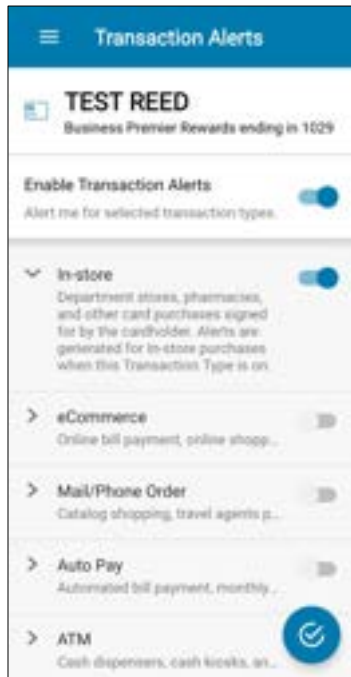 Transaction Alerts
TEST REED
Business Premier Rewards ending in 1029
Enable Transaction Alerts
Alert me for selected transaction types.
In-store
Department stores, pharmacies,
and other card purchases signed
for by the cardholder. Alerts are
generated for In-store purchases
when this Transaction Type is on.
eCommerce
Online bill payment, online shopp...
Mail/Phone Order
Catalog shopping, travel agents p...
Auto Pay
Automated bill payment, monthly...
ATM
Cash dispensers, cash kiosks, an...